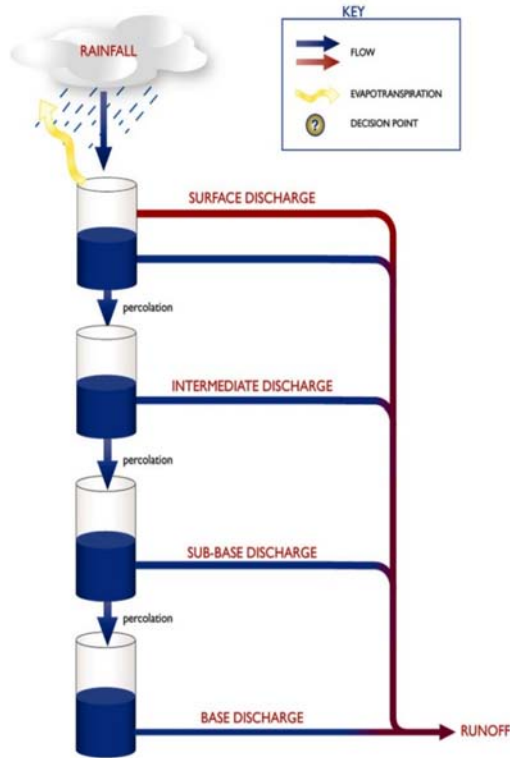 RAINFALL
KEY
FLOW
EVAPOTRANSPIRATION
?
DECISION POINT
SURFACE DISCHARGE
percolation
INTERMEDIATE DISCHARGE
percolation
SUB-BASE DISCHARGE
percolation
BASE DISCHARGE
RUNOFF